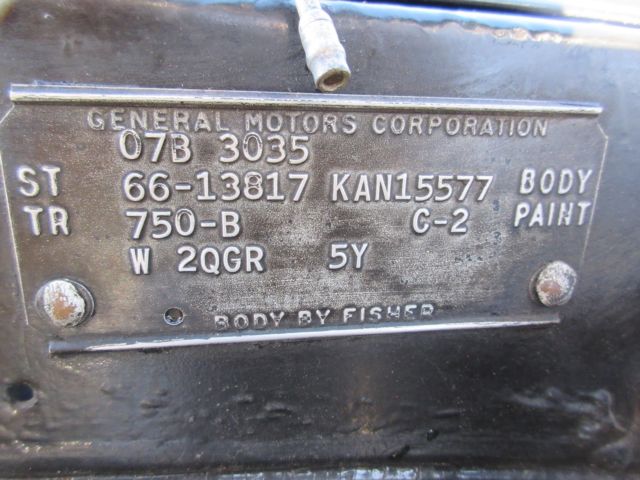 GENERAL MOTORS CORPORATION
07B 3035
ST 66-13817 KAN15577 BODY
TR 750-B C-2 PAINT
W 2QGR 5Y
BODY BY FISHER